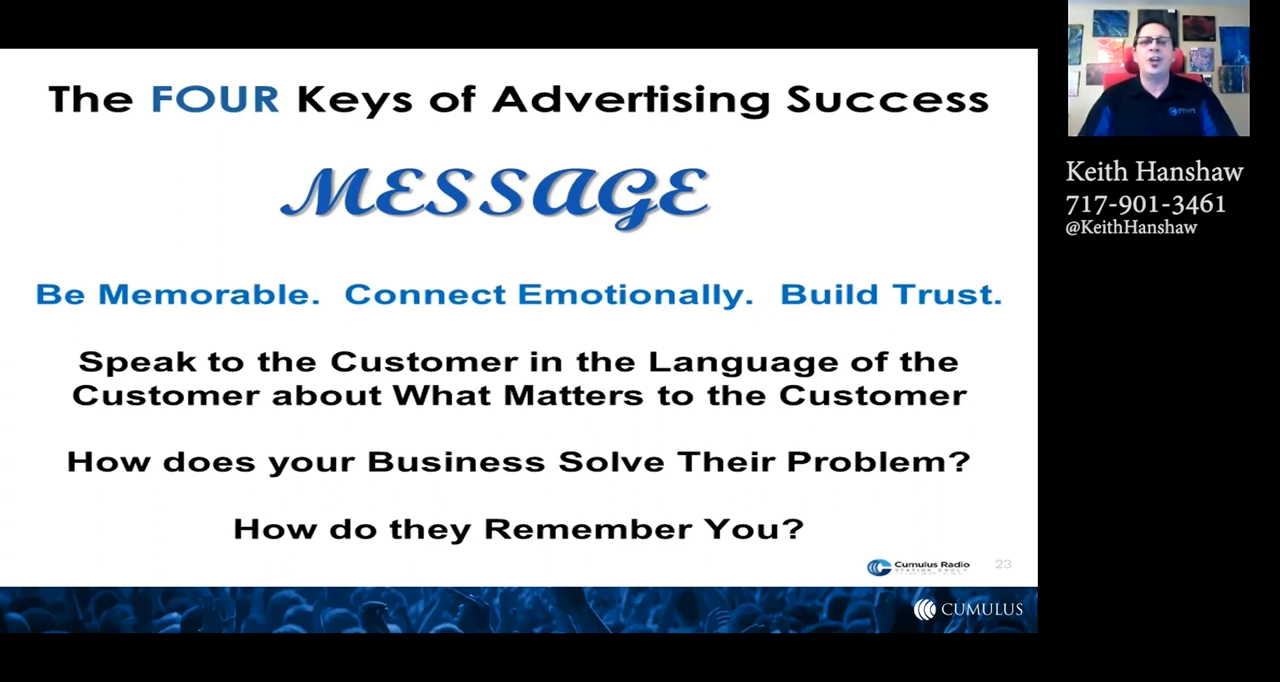 The FOUR Keys of Advertising Success
MESSAGE
Be Memorable. Connect Emotionally. Build Trust.
Speak to the Customer in the Language of the
Customer about What Matters to the Customer
How does your Business Solve Their Problem?
How do they Remember You?
Cumulus Radio
STATION GROUP
23
CUMULUS
Keith Hanshaw
717-901-3461
@KeithHanshaw